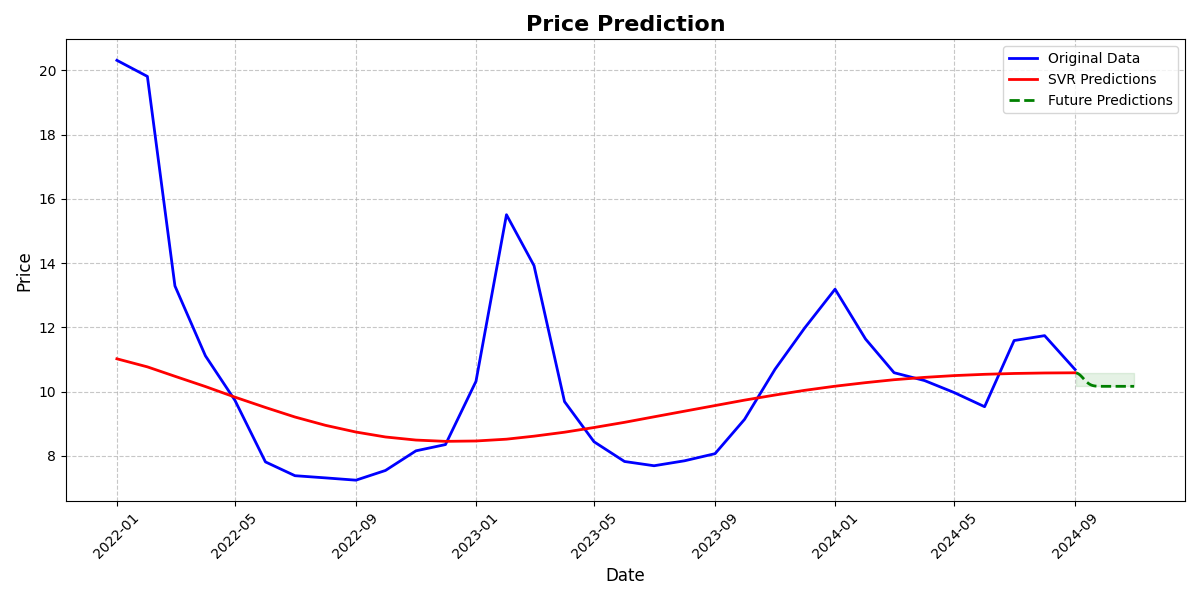 Price Prediction
Original Data
SVR Predictions
Future Predictions
Price
20
18
16
14
12
10
8
2022-01
2022-05
2022-09
2023-01
2023-05
2023-09
2024-01
2024-05
2024-09
Date